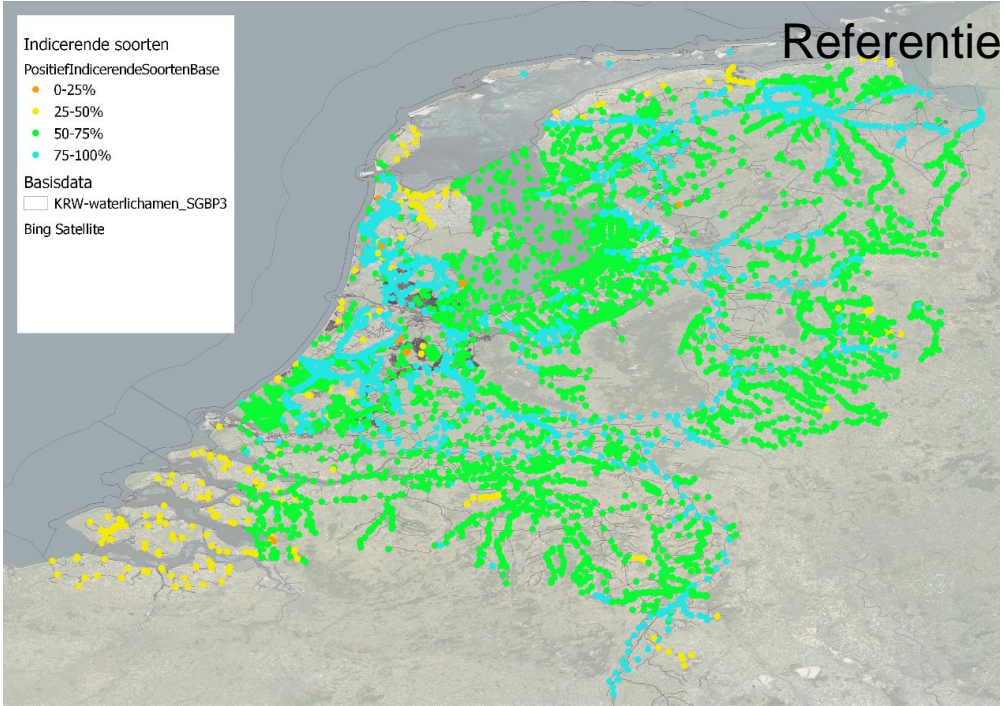 Referentie
Indicerende soorten
PositiefIndicerendeSoortenBase
0-25%
25-50%
50-75%
75-100%
Basisdata
KRW-waterlichamen_SGBP3
Bing Satellite